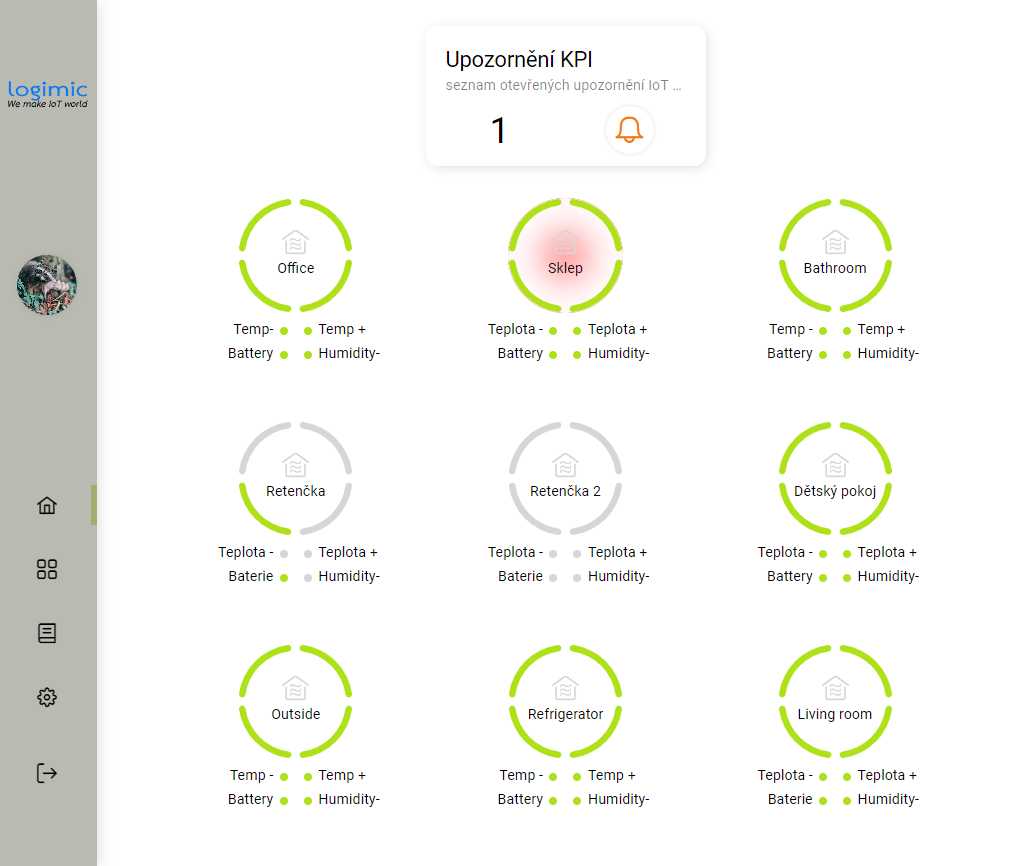 logimic
We make IoT world
Upozornění KPI
seznam otevřených upozornění IoT ...
1
Office
Temp-
Temp +
Battery
Humidity-
Sklep
Teplota -
Teplota +
Battery
Humidity-
Bathroom
Temp -
Temp +
Battery
Humidity-
Retenčka
Teplota -
Teplota +
Baterie
Humidity-
Retenčka 2
Teplota -
Teplota +
Baterie
Humidity-
Dětský pokoj
Teplota -
Teplota +
Battery
Humidity-
Outside
Temp -
Temp +
Battery
Humidity-
Refrigerator
Temp -
Temp +
Battery
Humidity-
Living room
Teplota -
Teplota +
Baterie
Humidity-